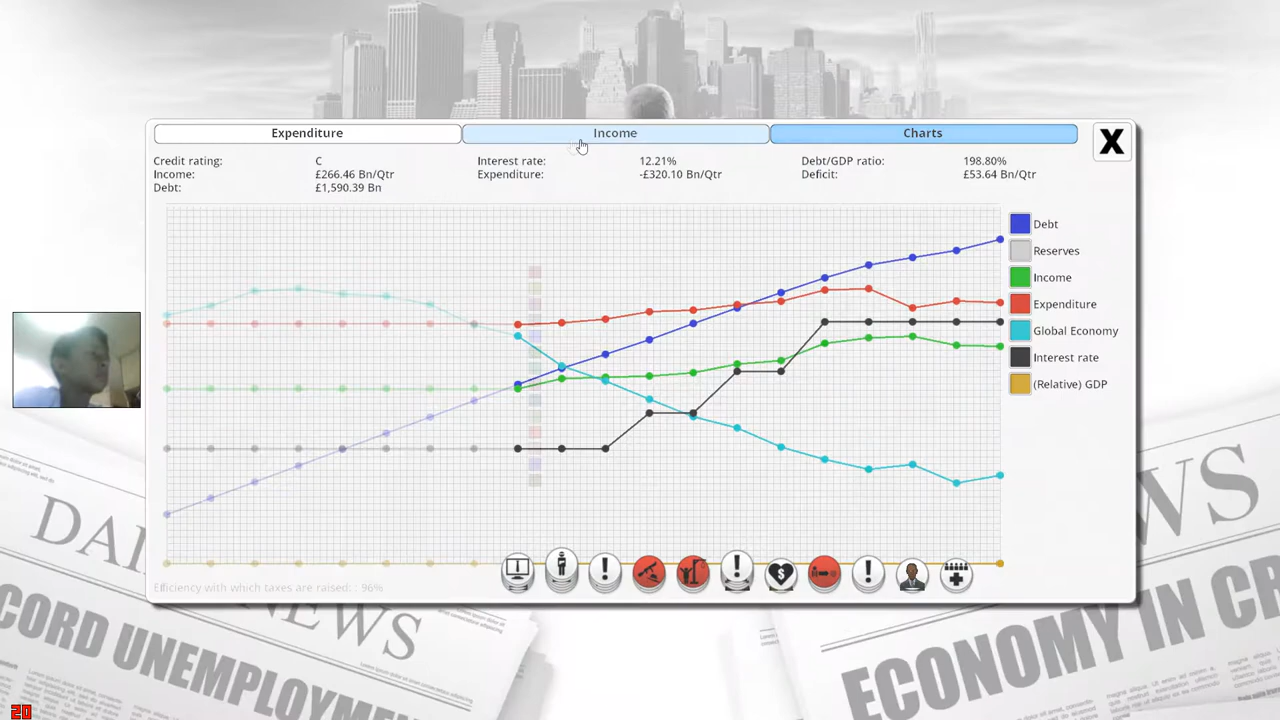 Expenditure
Income
Charts
X
Credit rating: C
Interest rate: 12.21%
Debt/GDP ratio: 198.80%
Income: £266.46 Bn/Qtr
Expenditure: -£320.10 Bn/Qtr
Deficit: £53.64 Bn/Qtr
Debt: £1,590.39 Bn
Debt
Reserves
Income
Expenditure
Global Economy
Interest rate
(Relative) GDP
Efficiency with which taxes are raised: : 96%
DAI
NEWS
WS
CORD UNEMPLOYM
ECONOMY IN CR
20